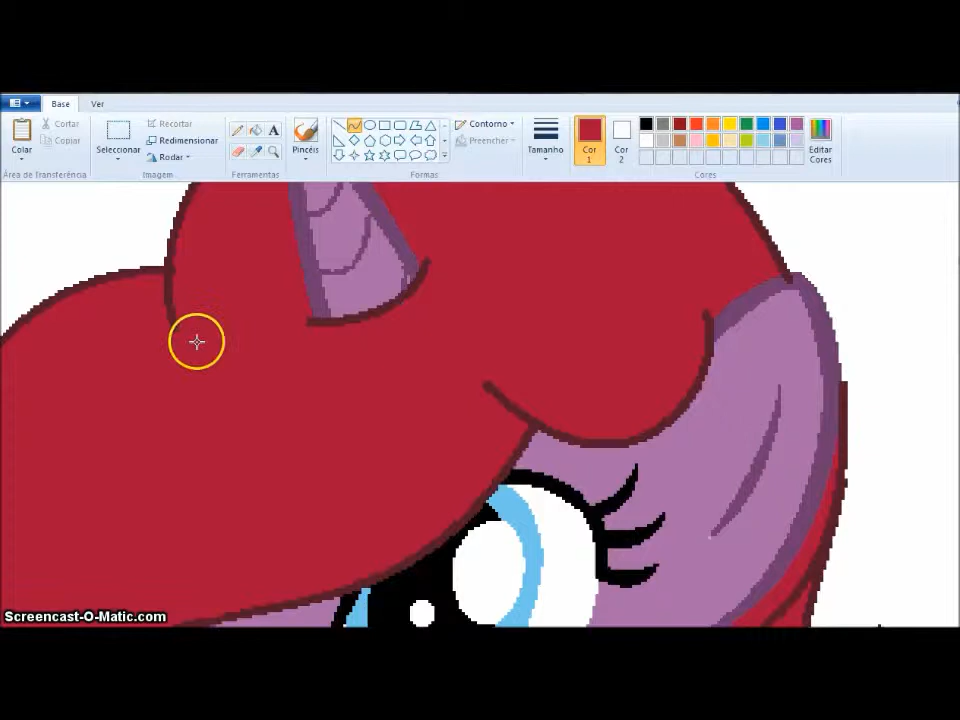 Base Ver
Colar
Cortar
Copiar
Área de Transferência
Seleccionar
Recortar
Redimensionar
Rodar
Imagem
A
Ferramentas
Pincéis
Contorno
Preencher
Formas
Tamanho
Cor
1
Cor
2
Editar
Cores
Cores
Screencast-O-Matic.com